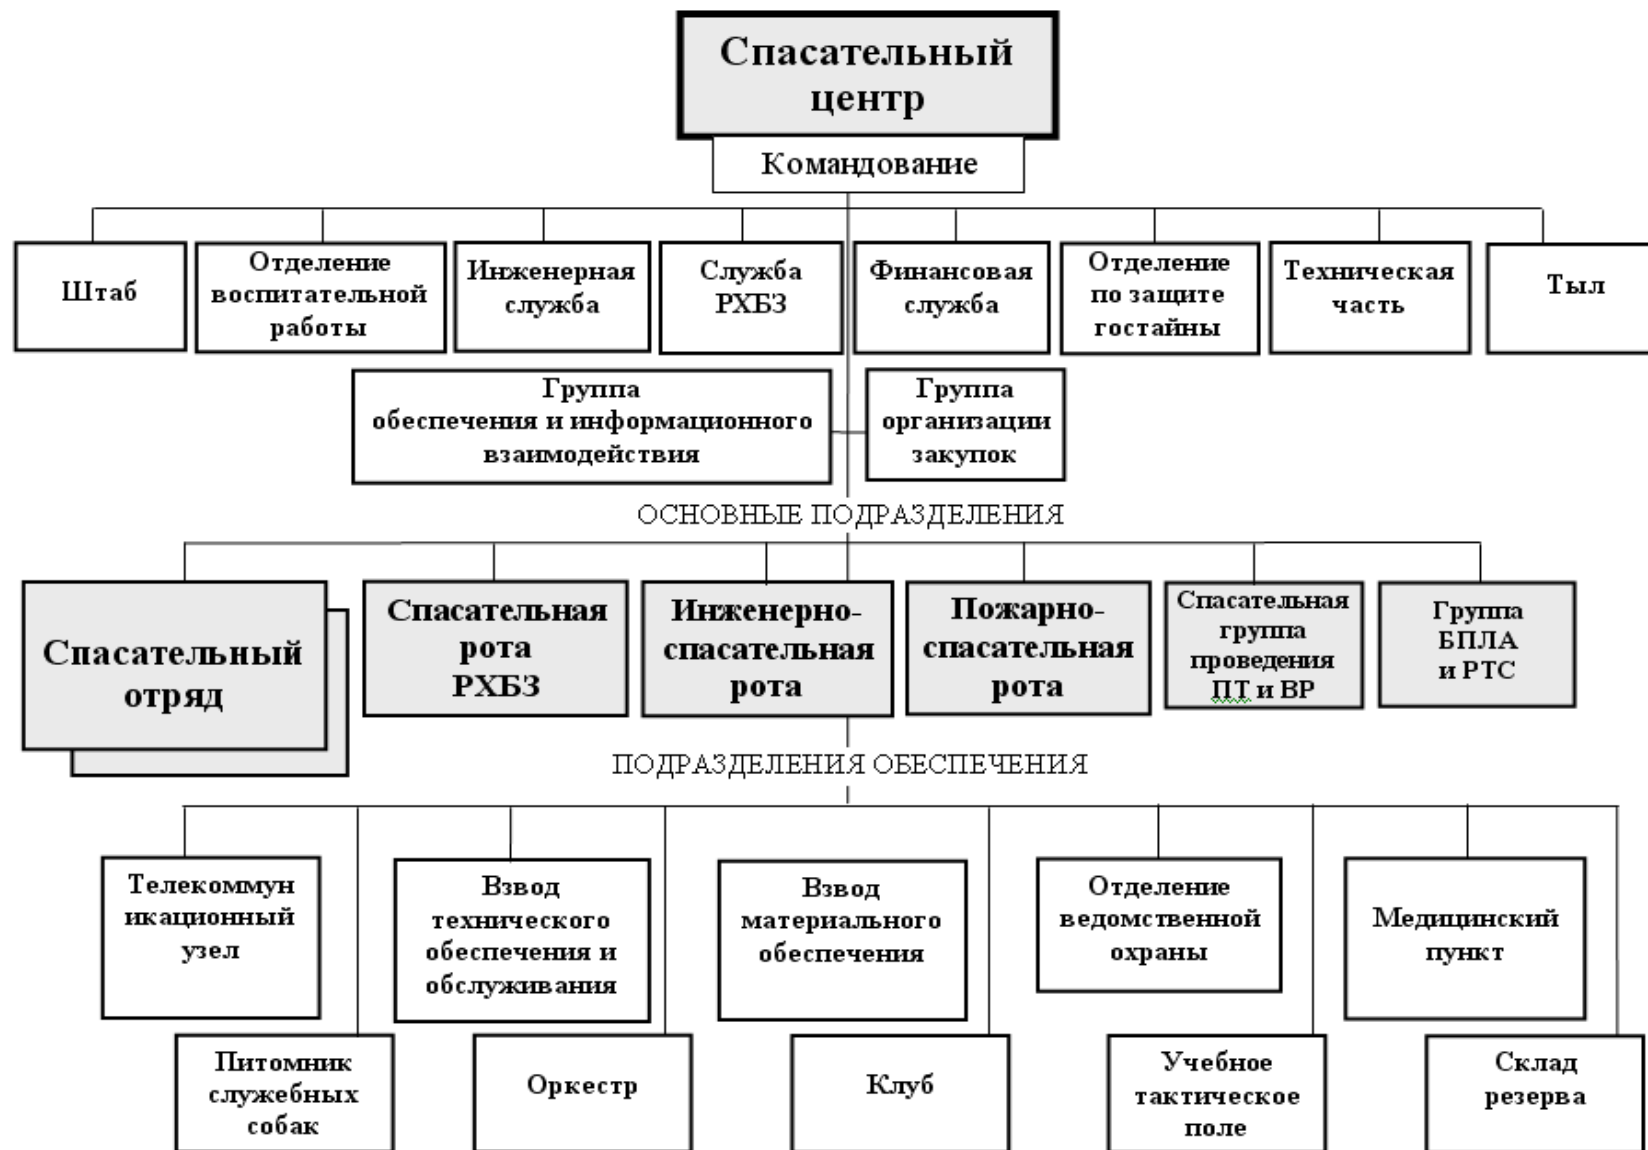 Спасательный
центр
Командование
Штаб
Отделение
воспитательной
работы
Инженерная
служба
Служба
РХБЗ
Финансовая
служба
Отделение
по защите
гостайны
Техническая
часть
Тыл
Группа
обеспечения и информационного
взаимодействия
Группа
организации
закупок
ОСНОВНЫЕ ПОДРАЗДЕЛЕНИЯ
Спасательный
отряд
Спасательная
рота
РХБЗ
Инженерно-
спасательная
рота
Пожарно-
спасательная
рота
Спасательная
группа
проведения
ПТ и ВР
Группа
БПЛА
и РТС
ПОДРАЗДЕЛЕНИЯ ОБЕСПЕЧЕНИЯ
Телекоммун
икационный
узел
Взвод
технического
обеспечения и
обслуживания
Взвод
материального
обеспечения
Отделение
ведомственной
охраны
Медицинский
пункт
Питомник
служебных
собак
Оркестр
Клуб
Учебное
тактическое
поле
Склад
резерва